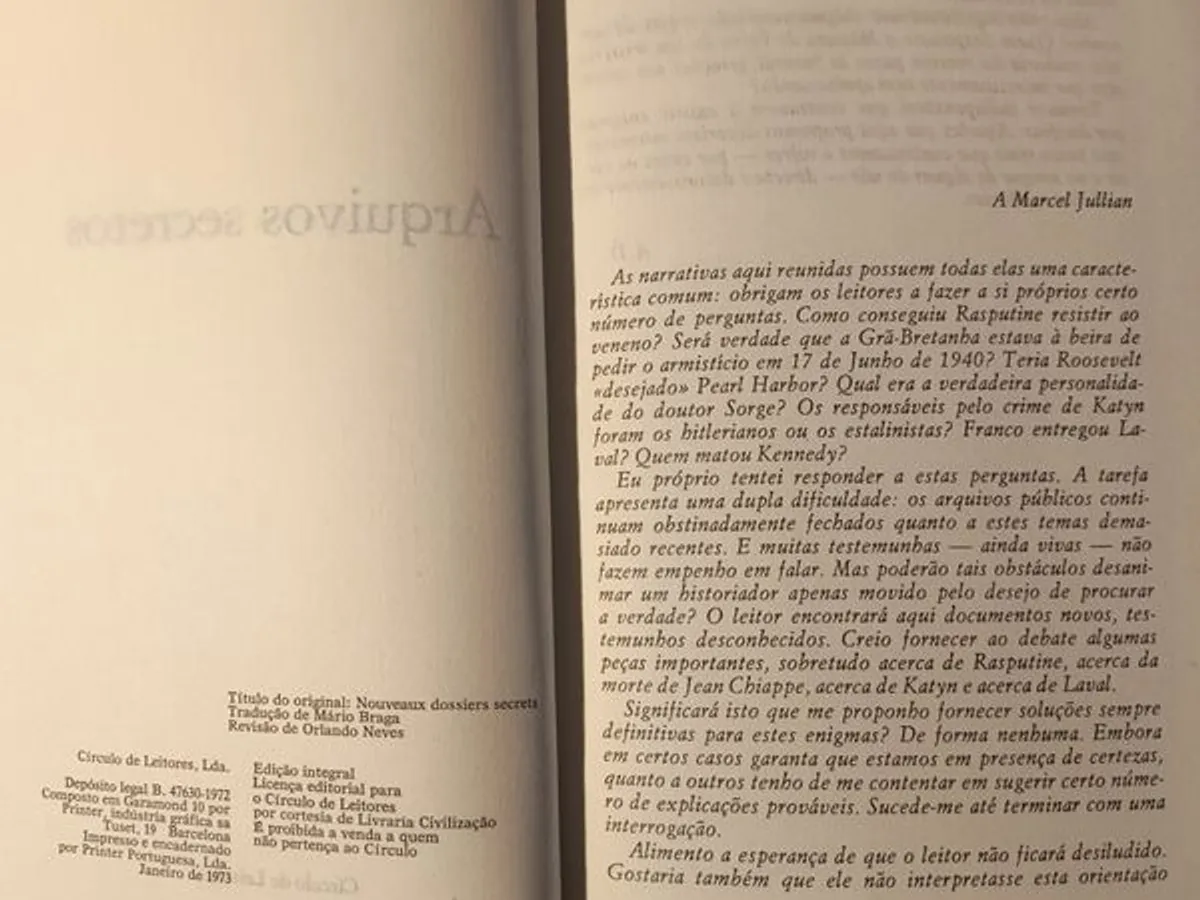 Arquivos secretos
Título do original: Nouveaux dossiers secrets
Tradução de Mário Braga
Revisão de Orlando Neves
Círculo de Leitores, Lda.
Depósito legal B. 47630-1972
Composto em Garamond 10 por
Printer, indústria gráfica sa
Tuset, 19 Barcelona
Impresso e encadernado
por Printer Portuguesa, Lda.
Janeiro de 1973
Edição integral
Licença editorial para
o Círculo de Leitores
por cortesia de Livraria Civilização
É proibida a venda a quem
não pertença ao Círculo
A Marcel Jullian
As narrativas aqui reunidas possuem todas elas uma caracte-
rística comum: obrigam os leitores a fazer a si próprios certo
número de perguntas. Como conseguiu Rasputine resistir ao
veneno? Será verdade que a Grã-Bretanha estava à beira de
pedir o armistício em 17 de Junho de 1940? Teria Roosevelt
«desejado» Pearl Harbor? Qual era a verdadeira personalida-
de do doutor Sorge? Os responsáveis pelo crime de Katyn
foram os hitlerianos ou os estalinistas? Franco entregou La-
val? Quem matou Kennedy?
Eu próprio tentei responder a estas perguntas. A tarefa
apresenta uma dupla dificuldade: os arquivos públicos conti-
nuam obstinadamente fechados quanto a estes temas dema-
siado recentes. E muitas testemunhas — ainda vivas — não
fazem empenho em falar. Mas poderão tais obstáculos desani-
mar um historiador apenas movido pelo desejo de procurar
a verdade? O leitor encontrará aqui documentos novos, tes-
temunhos desconhecidos. Creio fornecer ao debate algumas
peças importantes, sobretudo acerca de Rasputine, acerca da
morte de Jean Chiappe, acerca de Katyn e acerca de Laval.
Significará isto que me proponho fornecer soluções sempre
definitivas para estes enigmas? De forma nenhuma. Embora
em certos casos garanta que estamos em presença de certezas,
quanto a outros tenho de me contentar em sugerir certo núme-
ro de explicações prováveis. Sucede-me até terminar com uma
interrogação.
Alimento a esperança de que o leitor não ficará desiludido.
Gostaria também que ele não interpretasse esta orientação